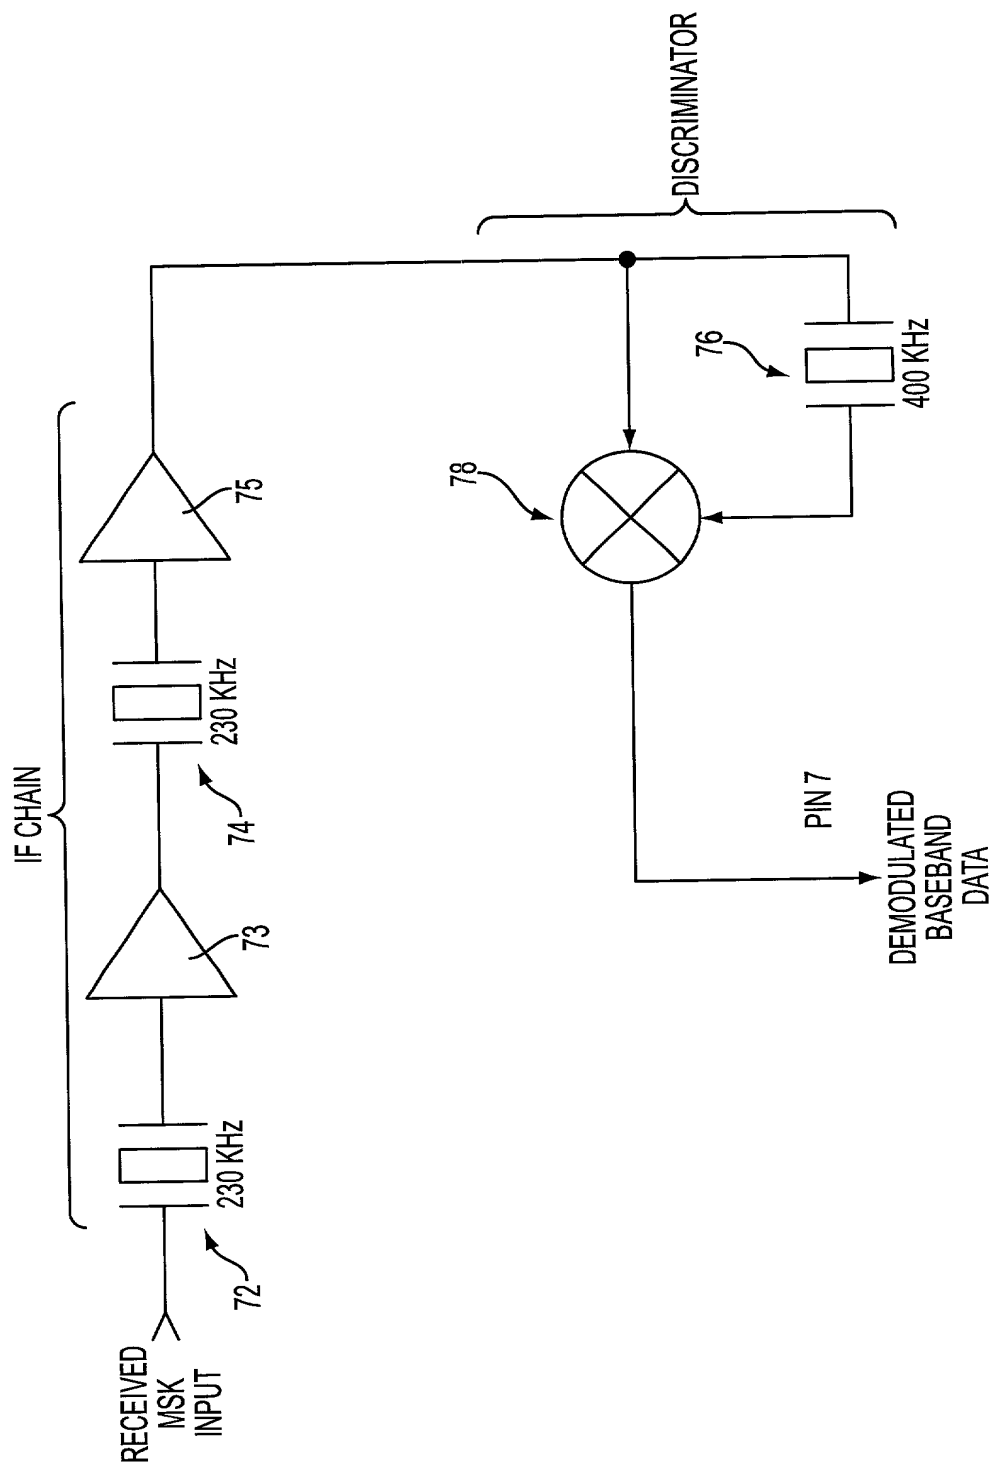 IF CHAIN
RECEIVED
MSK
INPUT
72
230 KHz
73
74
230 KHz
75
DISCRIMINATOR
78
76
400 KHz
PIN 7
DEMODULATED
BASEBAND
DATA